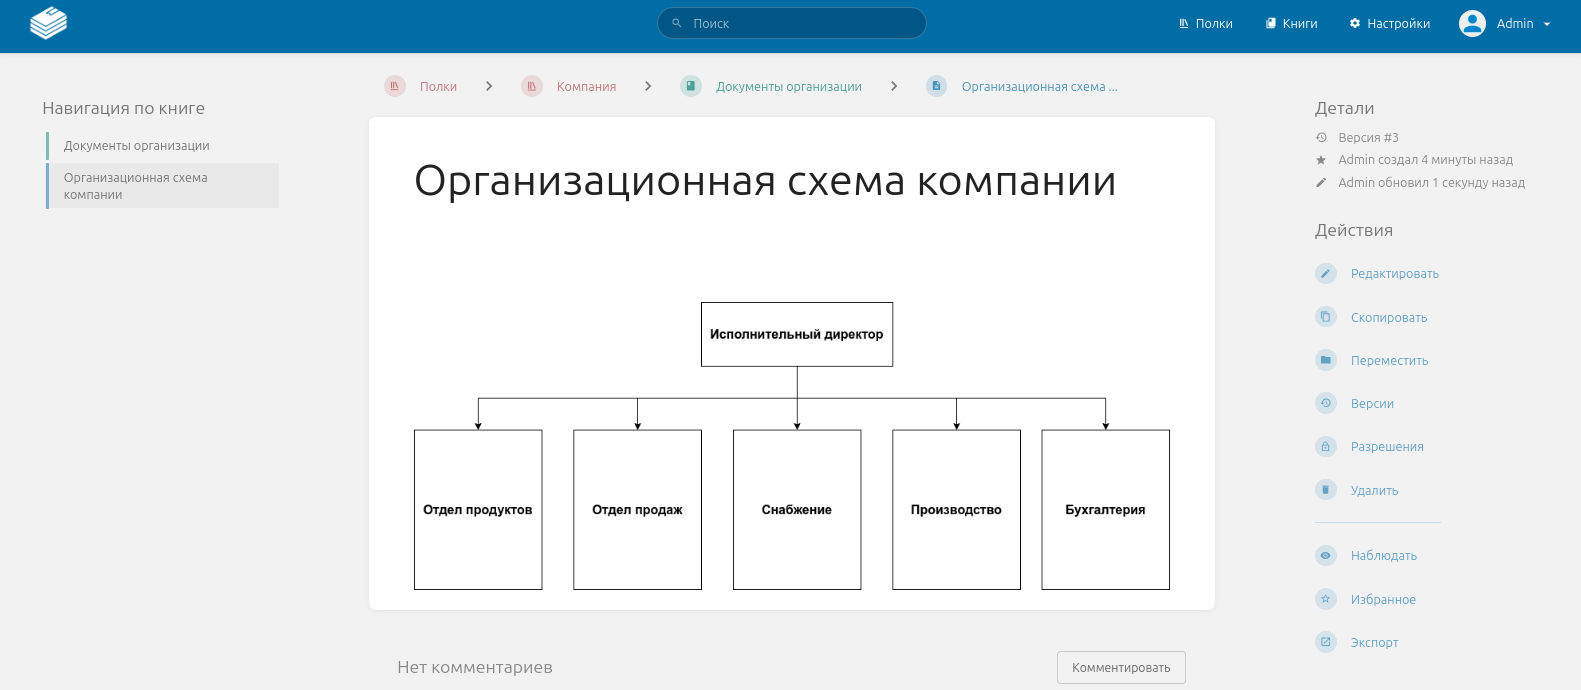 Поиск
Полки
Книги
Настройки
Admin
Полки
Компания
Документы организации
Организационная схема ...
Навигация по книге
Документы организации
Организационная схема
компании
Организационная схема компании
Исполнительный директор
Отдел продуктов
Отдел продаж
Снабжение
Производство
Бухгалтерия
Нет комментариев
Комментировать
Детали
Версия #3
Admin создал 4 минуты назад
Admin обновил 1 секунду назад
Действия
Редактировать
Скопировать
Переместить
Версии
Разрешения
Удалить
Наблюдать
Избранное
Экспорт